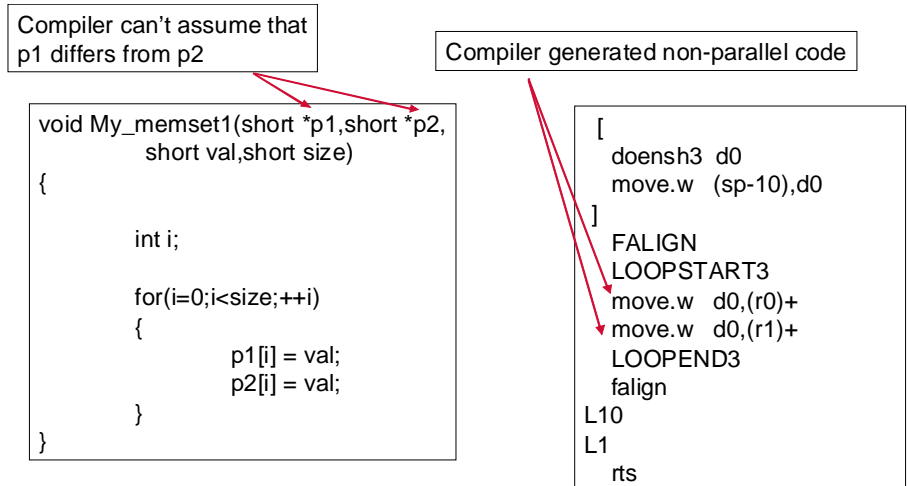 Compiler can't assume that
p1 differs from p2
Compiler generated non-parallel code
void My_memset1(short *p1,short *p2,
short val,short size)
{
int i;
for(i=0;i<size;++i)
{
p1[i] = val;
p2[i] = val;
}
}
[
doensh3 d0
move.w (sp-10),d0
]
FALIGN
LOOPSTART3
move.w d0,(r0)+
move.w d0,(r1)+
LOOPEND3
falign
L10
L1
rts